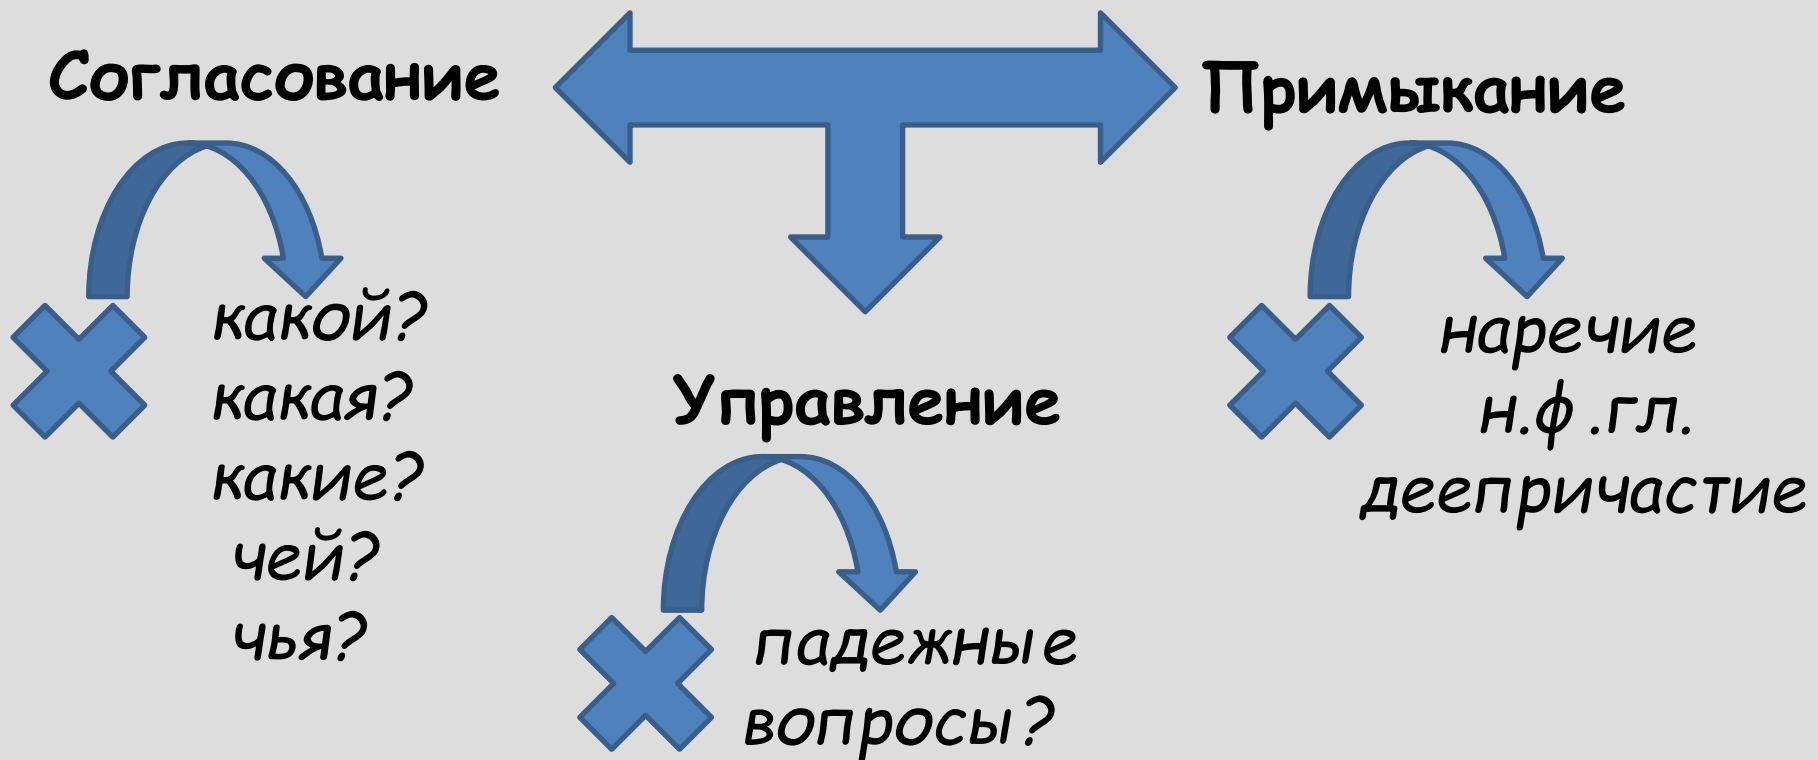 Согласование
какой?
какая?
какие?
чей?
чья?
Управление
падежные
вопросы?
Примыкание
наречие
н.ф.гл.
деепричастие